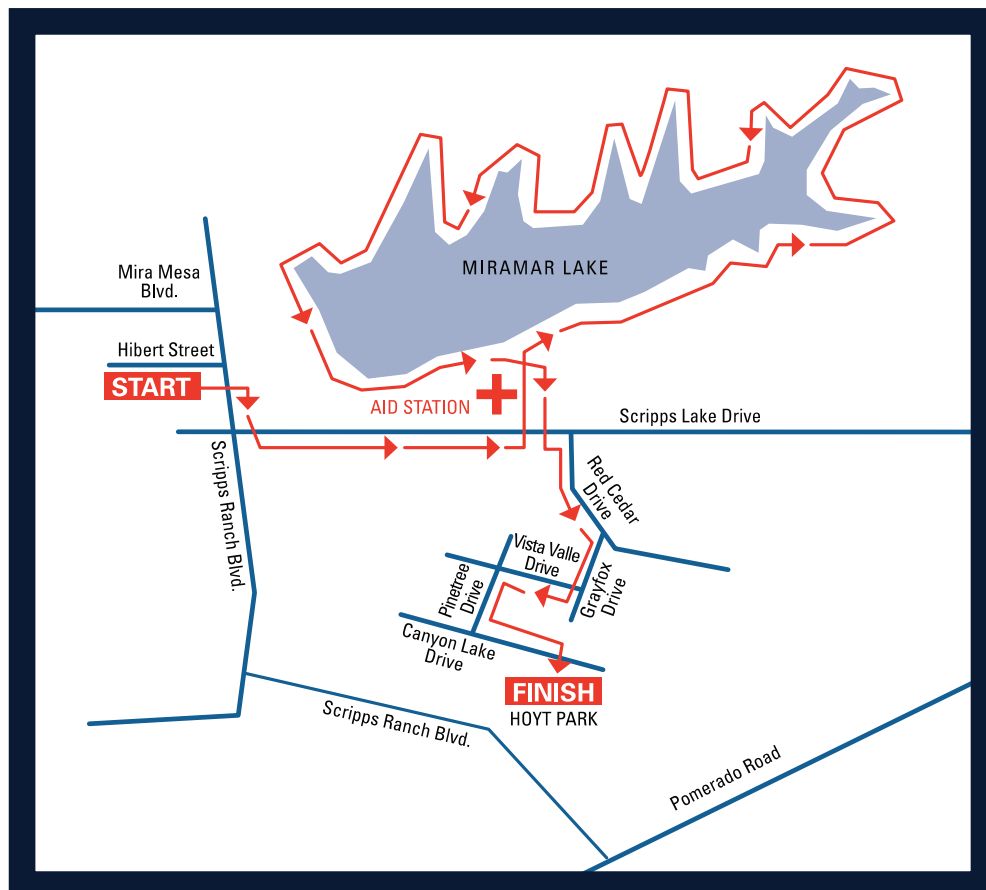 MIRAMAR LAKE
Mira Mesa
Blvd.
Hibert Street
START
AID STATION
Scripps Lake Drive
Scripps Ranch Blvd.
Red Cedar
Drive
Vista Valle
Drive
Pinetree
Drive
Grayfox
Drive
Canyon Lake
Drive
FINISH
HOYT PARK
Scripps Ranch Blvd.
Pomerado Road